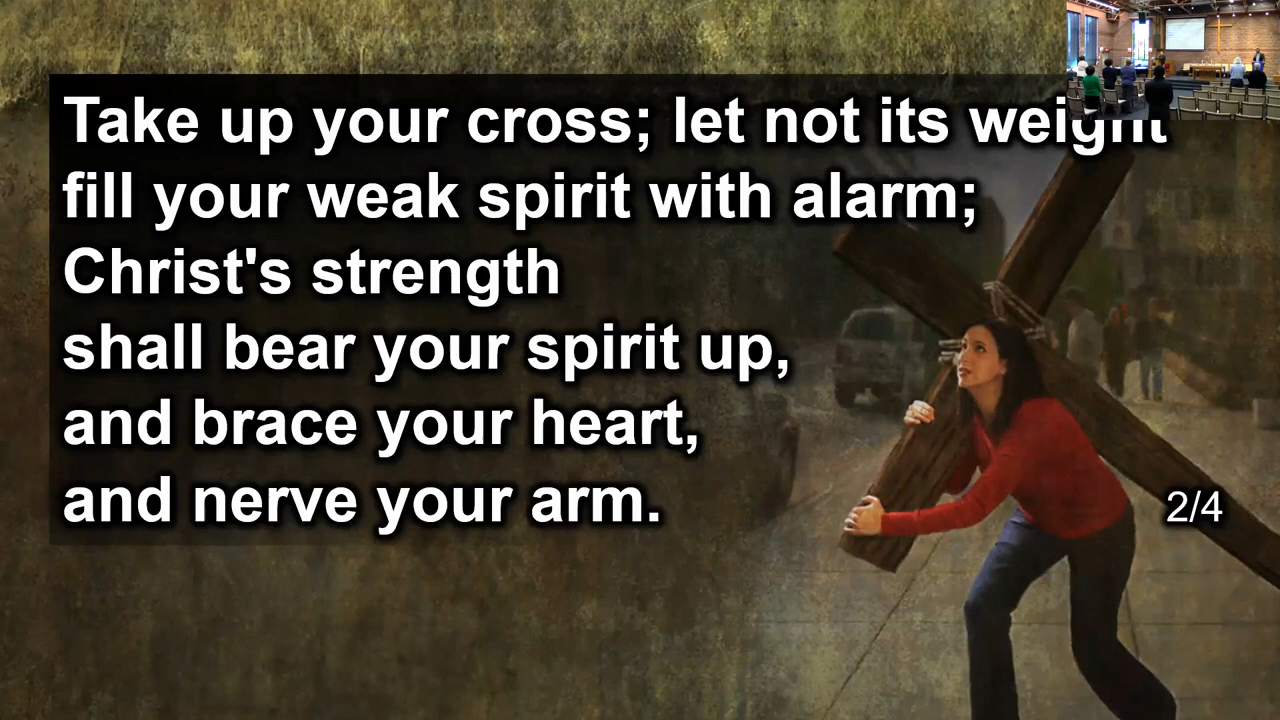 Take up your cross; let not its weight
fill your weak spirit with alarm;
Christ's strength
shall bear your spirit up,
and brace your heart,
and nerve your arm.
2/4